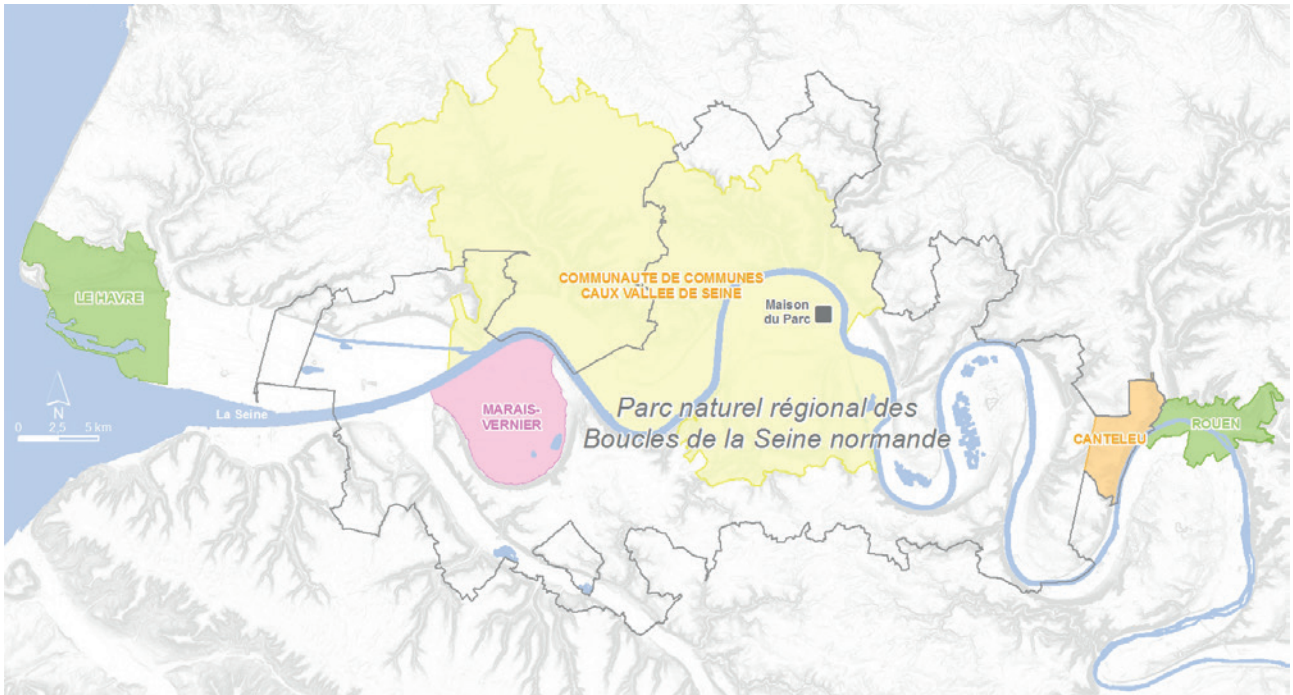 COMMUNAUTE DE COMMUNES
CAUX VALLEE DE SEINE
LE HAVRE
Maison
du Parc
N
0 2,5 5 km
La Seine
MARAIS-
VERNIER
Parc naturel régional des
Boucles de la Seine normande
CANTELEU
ROUEN